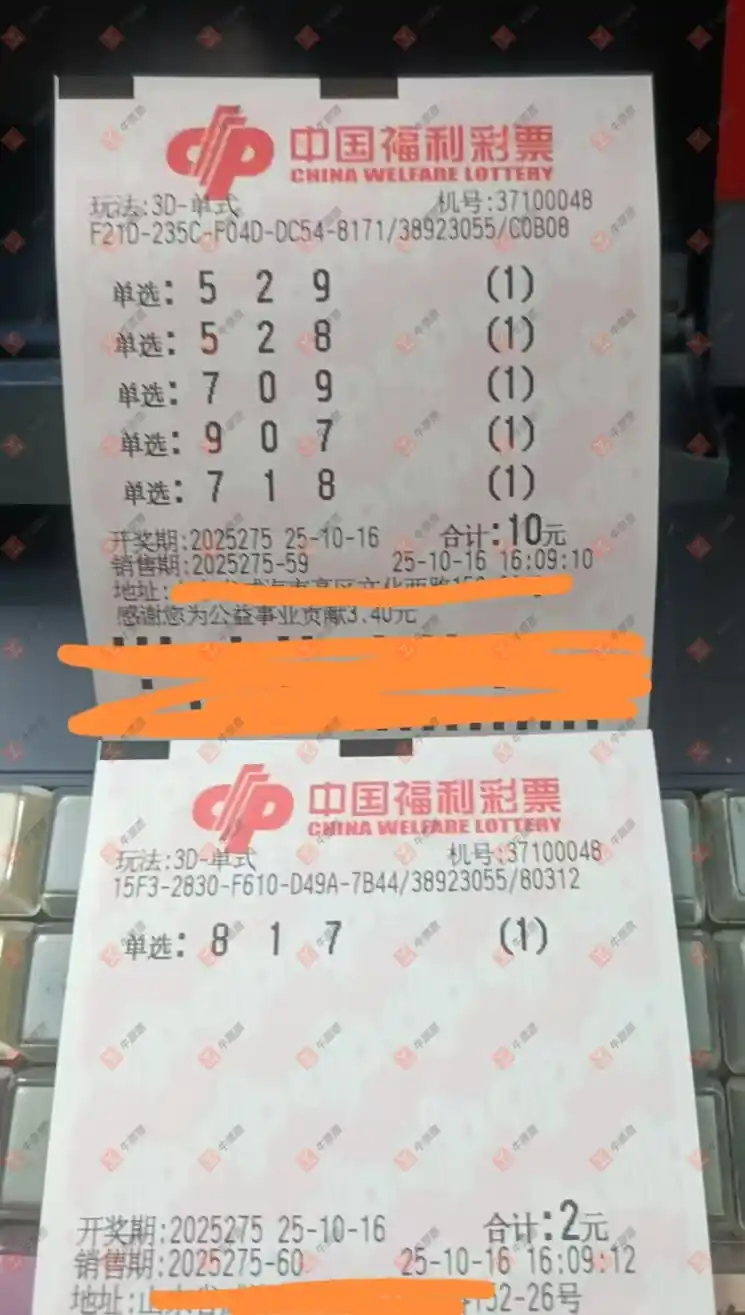 中国福利彩票
CHINA WELFARE LOTTERY
玩法:3D-单式 机号:37100048
F21D-235C-F04D-DC54-8171/38923055/C0B08
单选: 5 2 9 (1)
单选: 5 2 8 (1)
单选: 7 0 9 (1)
单选: 9 0 7 (1)
单选: 7 1 8 (1)
开奖期:2025275 25-10-16 合计:10元
销售期:2025275-59 25-10-16 16:09:10
地址:
感谢您为公益事业贡献3.40元
中国福利彩票
CHINA WELFARE LOTTERY
玩法:3D-单式 机号:37100048
15F3-2830-F610-D49A-7B44/38923055/80312
单选: 8 1 7 (1)
开奖期:2025275 25-10-16 合计:2元
销售期:2025275-60 25-10-16 16:09:12
地址:山东省 152-26号